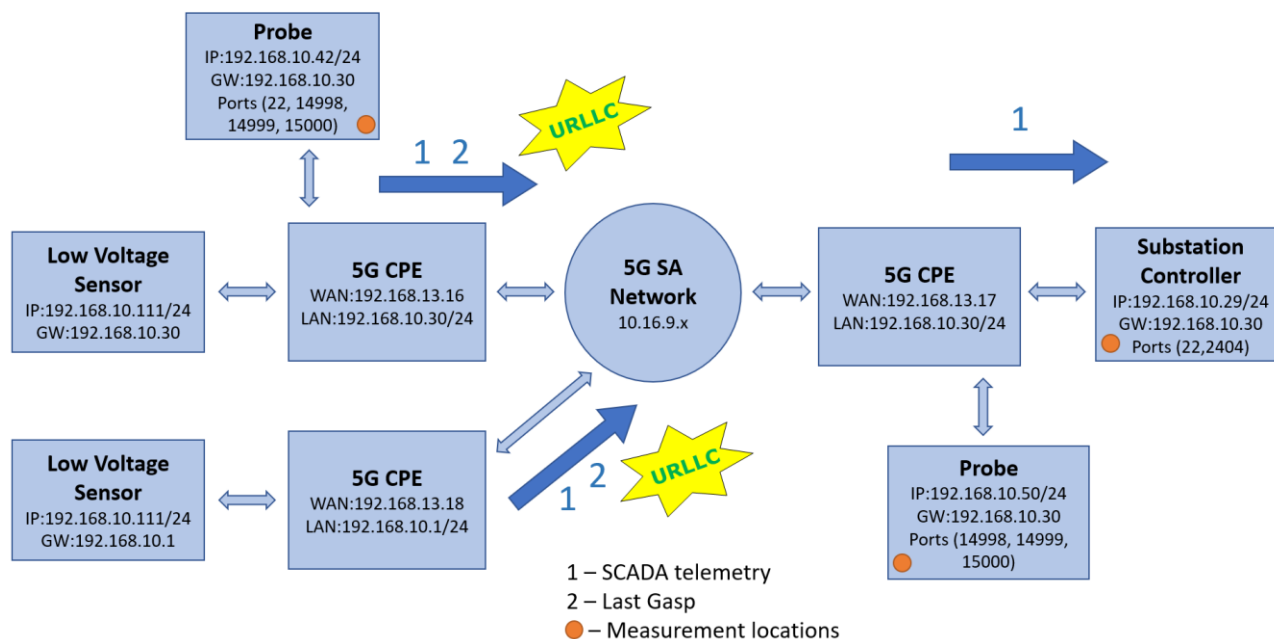 Probe
IP:192.168.10.42/24
GW:192.168.10.30
Ports (22, 14998,
14999, 15000)
1 2
URLLC
1
Low Voltage
Sensor
IP:192.168.10.111/24
GW:192.168.10.30
5G CPE
WAN:192.168.13.16
LAN:192.168.10.30/24
5G SA
Network
10.16.9.x
5G CPE
WAN:192.168.13.17
LAN:192.168.10.30/24
Substation
Controller
IP:192.168.10.29/24
GW:192.168.10.30
Ports (22,2404)
Low Voltage
Sensor
IP:192.168.10.111/24
GW:192.168.10.1
5G CPE
WAN:192.168.13.18
LAN:192.168.10.1/24
1 2
URLLC
Probe
IP:192.168.10.50/24
GW:192.168.10.30
Ports (14998, 14999,
15000)
1 – SCADA telemetry
2 – Last Gasp
– Measurement locations